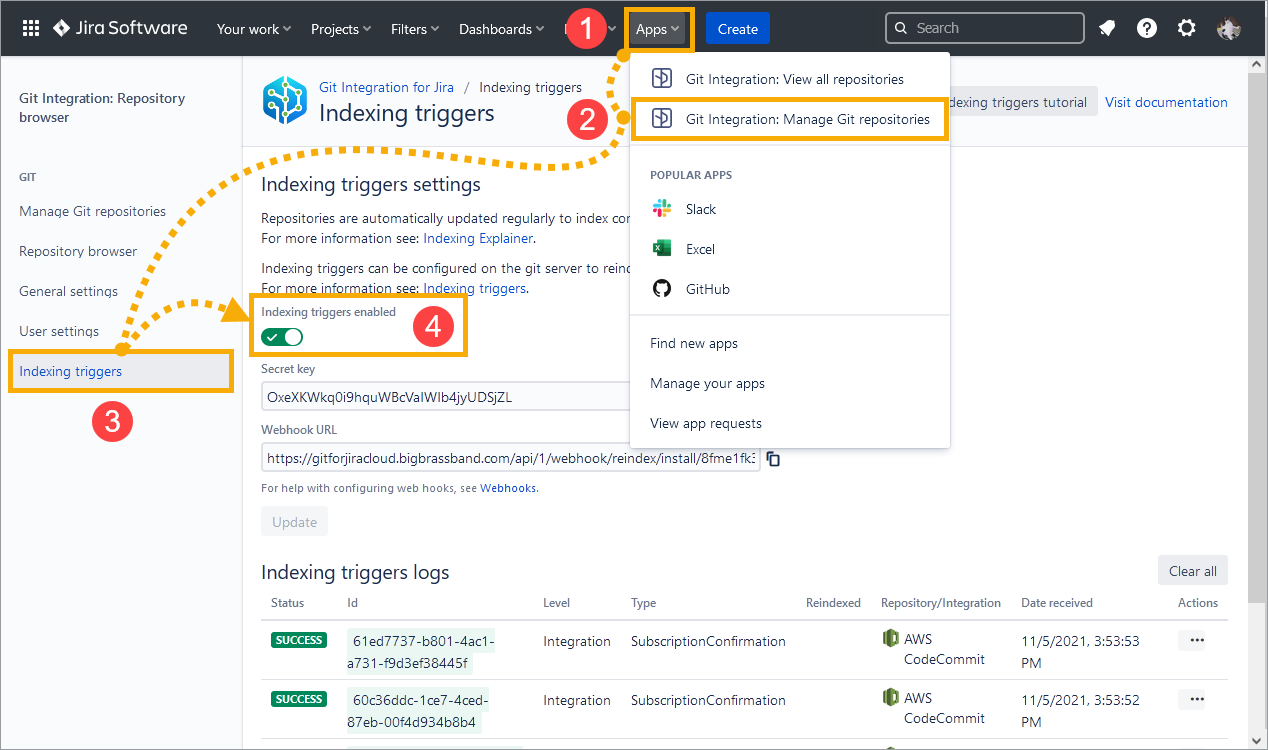 Jira Software
Your work
Projects
Filters
Dashboards
1
Apps
Create
Search
Git Integration: View all repositories
2
Git Integration: Manage Git repositories
POPULAR APPS
Slack
Excel
GitHub
Find new apps
Manage your apps
View app requests
Git Integration: Repository
browser
GIT
Manage Git repositories
Repository browser
General settings
User settings
Indexing triggers
3
Git Integration for Jira / Indexing triggers
Indexing triggers
triggers tutorial
Visit documentation
Indexing triggers settings
Repositories are automatically updated regularly to index
For more information see: Indexing Explainer.
Indexing triggers can be configured on the git server to
For more information see: Indexing triggers.
Indexing triggers enabled
4
Secret key
OxeXKWkq0i9hquWBcVaIWIb4jyUDSjZL
Webhook URL
https://gitforjiracloud.bigbrassband.com/api/1/webhook/reindex/install/8fme1fk3
For help with configuring web hooks, see Webhooks.
Update
Indexing triggers logs
Clear all
Status Id Level Type Reindexed Repository/Integration Date received Actions
SUCCESS 61ed7737-b801-4ac1- Integration SubscriptionConfirmation AWS 11/5/2021, 3:53:53
a731-f9d3ef38445f CodeCommit PM
SUCCESS 60c36ddc-1ce7-4ced- Integration SubscriptionConfirmation AWS 11/5/2021, 3:53:52
87eb-00f4d934b8b4 CodeCommit PM